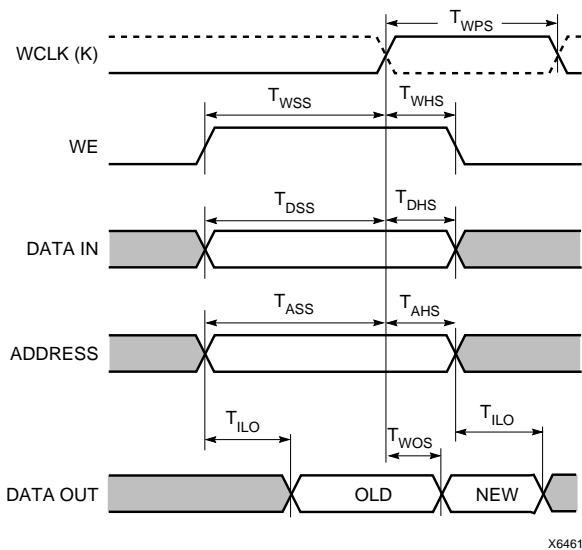 T_WPS
WCLK (K)
T_WSS T_WHS
WE
T_DSS T_DHS
DATA IN
T_ASS T_AHS
ADDRESS
T_ILO T_WOS T_ILO
DATA OUT OLD NEW
X6461